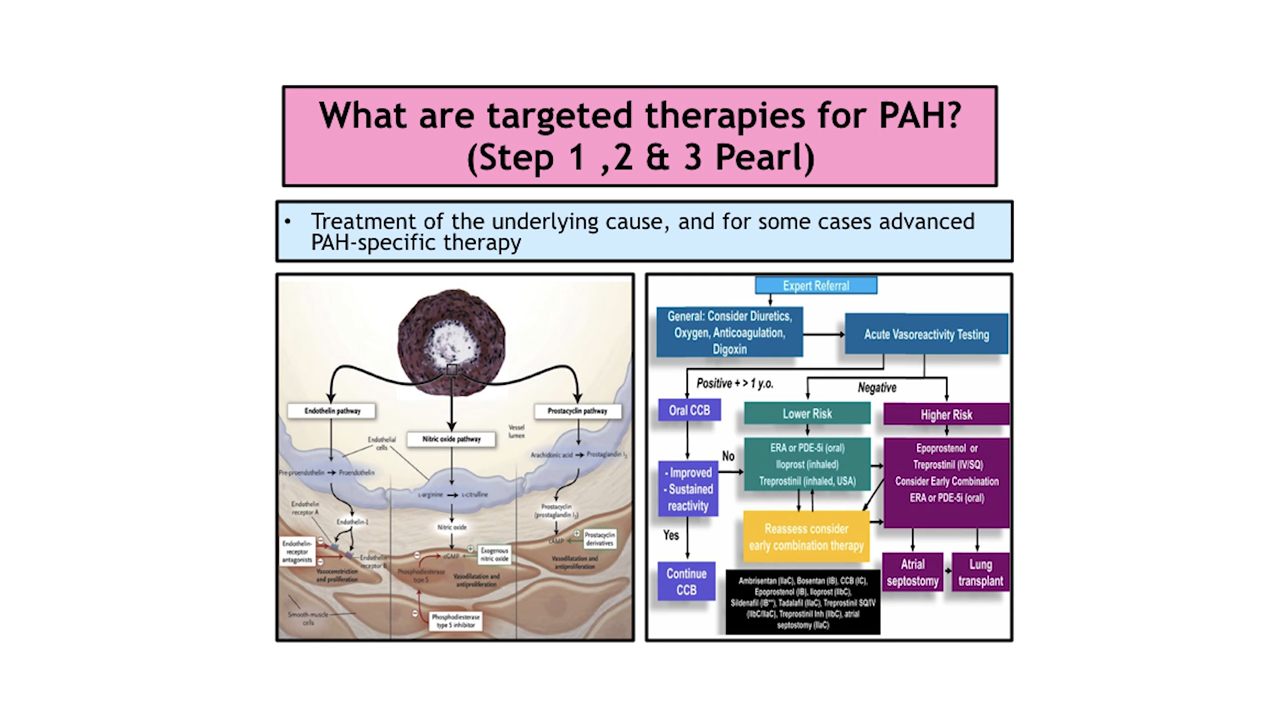 What are targeted therapies for PAH?
(Step 1 ,2 & 3 Pearl)
• Treatment of the underlying cause, and for some cases advanced
PAH-specific therapy
Endothelin pathway
Nitric oxide pathway
Prostacyclin pathway
Vessel
lumen
Endothelial
cells
Arachidonic acid → Prostaglandin I₂
Pre-proendothelin → Proendothelin
L-arginine → L-citrulline
Endothelin
receptor A
Endothelin-1
Nitric oxide
Prostacyclin
(prostaglandin I₂)
Endothelin-
receptor
antagonists
Endothelin
receptor B
cGMP
Exogenous
nitric oxide
cAMP
Prostacyclin
derivatives
Vasoconstriction
and proliferation
Phosphodiesterase
type 5
Vasodilatation and
antiproliferation
Vasodilatation and
antiproliferation
Smooth-muscle
cells
Phosphodiesterase
type 5 inhibitor
Expert Referral
General: Consider Diuretics,
Oxygen, Anticoagulation,
Digoxin
Acute Vasoreactivity Testing
Positive + > 1 y.o.
Negative
Oral CCB
Lower Risk
Higher Risk
No
- Improved
- Sustained
reactivity
ERA or PDE-5i (oral)
Iloprost (inhaled)
Treprostinil (inhaled, USA)
Epoprostenol or
Treprostinil (IV/SQ)
Consider Early Combination
ERA or PDE-5i (oral)
Yes
Reassess consider
early combination therapy
Continue
CCB
Atrial
septostomy
Lung
transplant
Ambrisentan (IIaC), Bosentan (IB), CCB (IC),
Epoprostenol (IB), Iloprost (IIbC)
Sildenafil (IB**), Tadalafil (IIaC), Treprostinil SQ/IV
(IIbC/IIaC), Treprostinil Inh (IIbC), atrial
septostomy (IIaC)